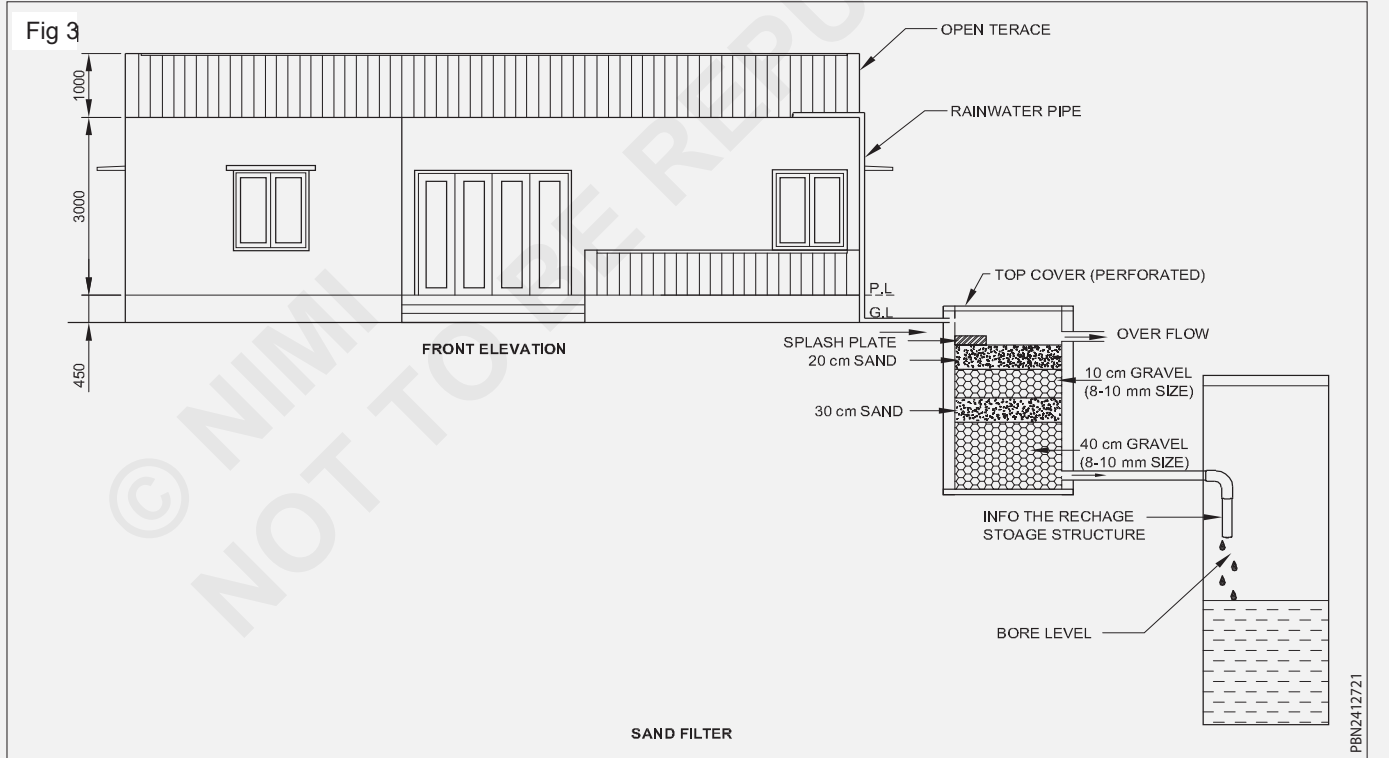 Fig 3
OPEN TERACE
RAINWATER PIPE
1000
3000
450
P.L
G.L
FRONT ELEVATION
TOP COVER (PERFORATED)
SPLASH PLATE
20 cm SAND
30 cm SAND
OVER FLOW
10 cm GRAVEL
(8-10 mm SIZE)
40 cm GRAVEL
(8-10 mm SIZE)
INFO THE RECHAGE
STOAGE STRUCTURE
BORE LEVEL
SAND FILTER
PBN2412721
© NIMI
NOT TO BE REPU